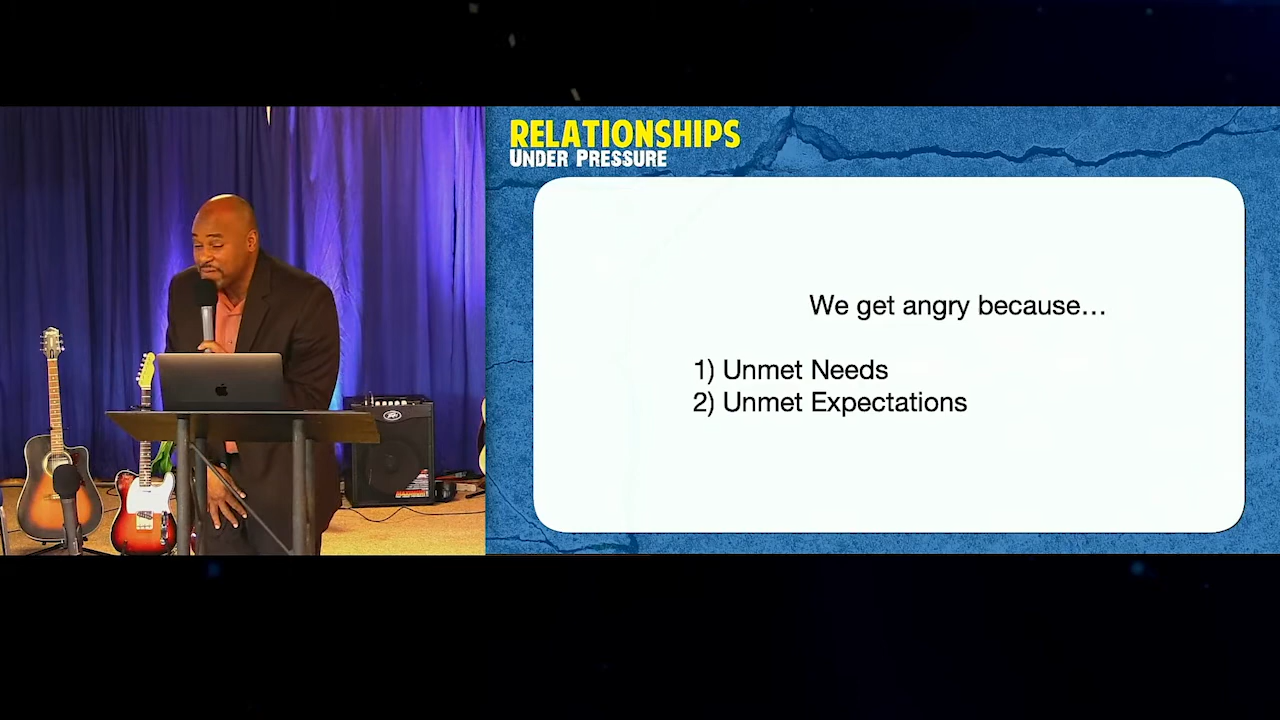 RELATIONSHIPS
UNDER PRESSURE
We get angry because…
1) Unmet Needs
2) Unmet Expectations